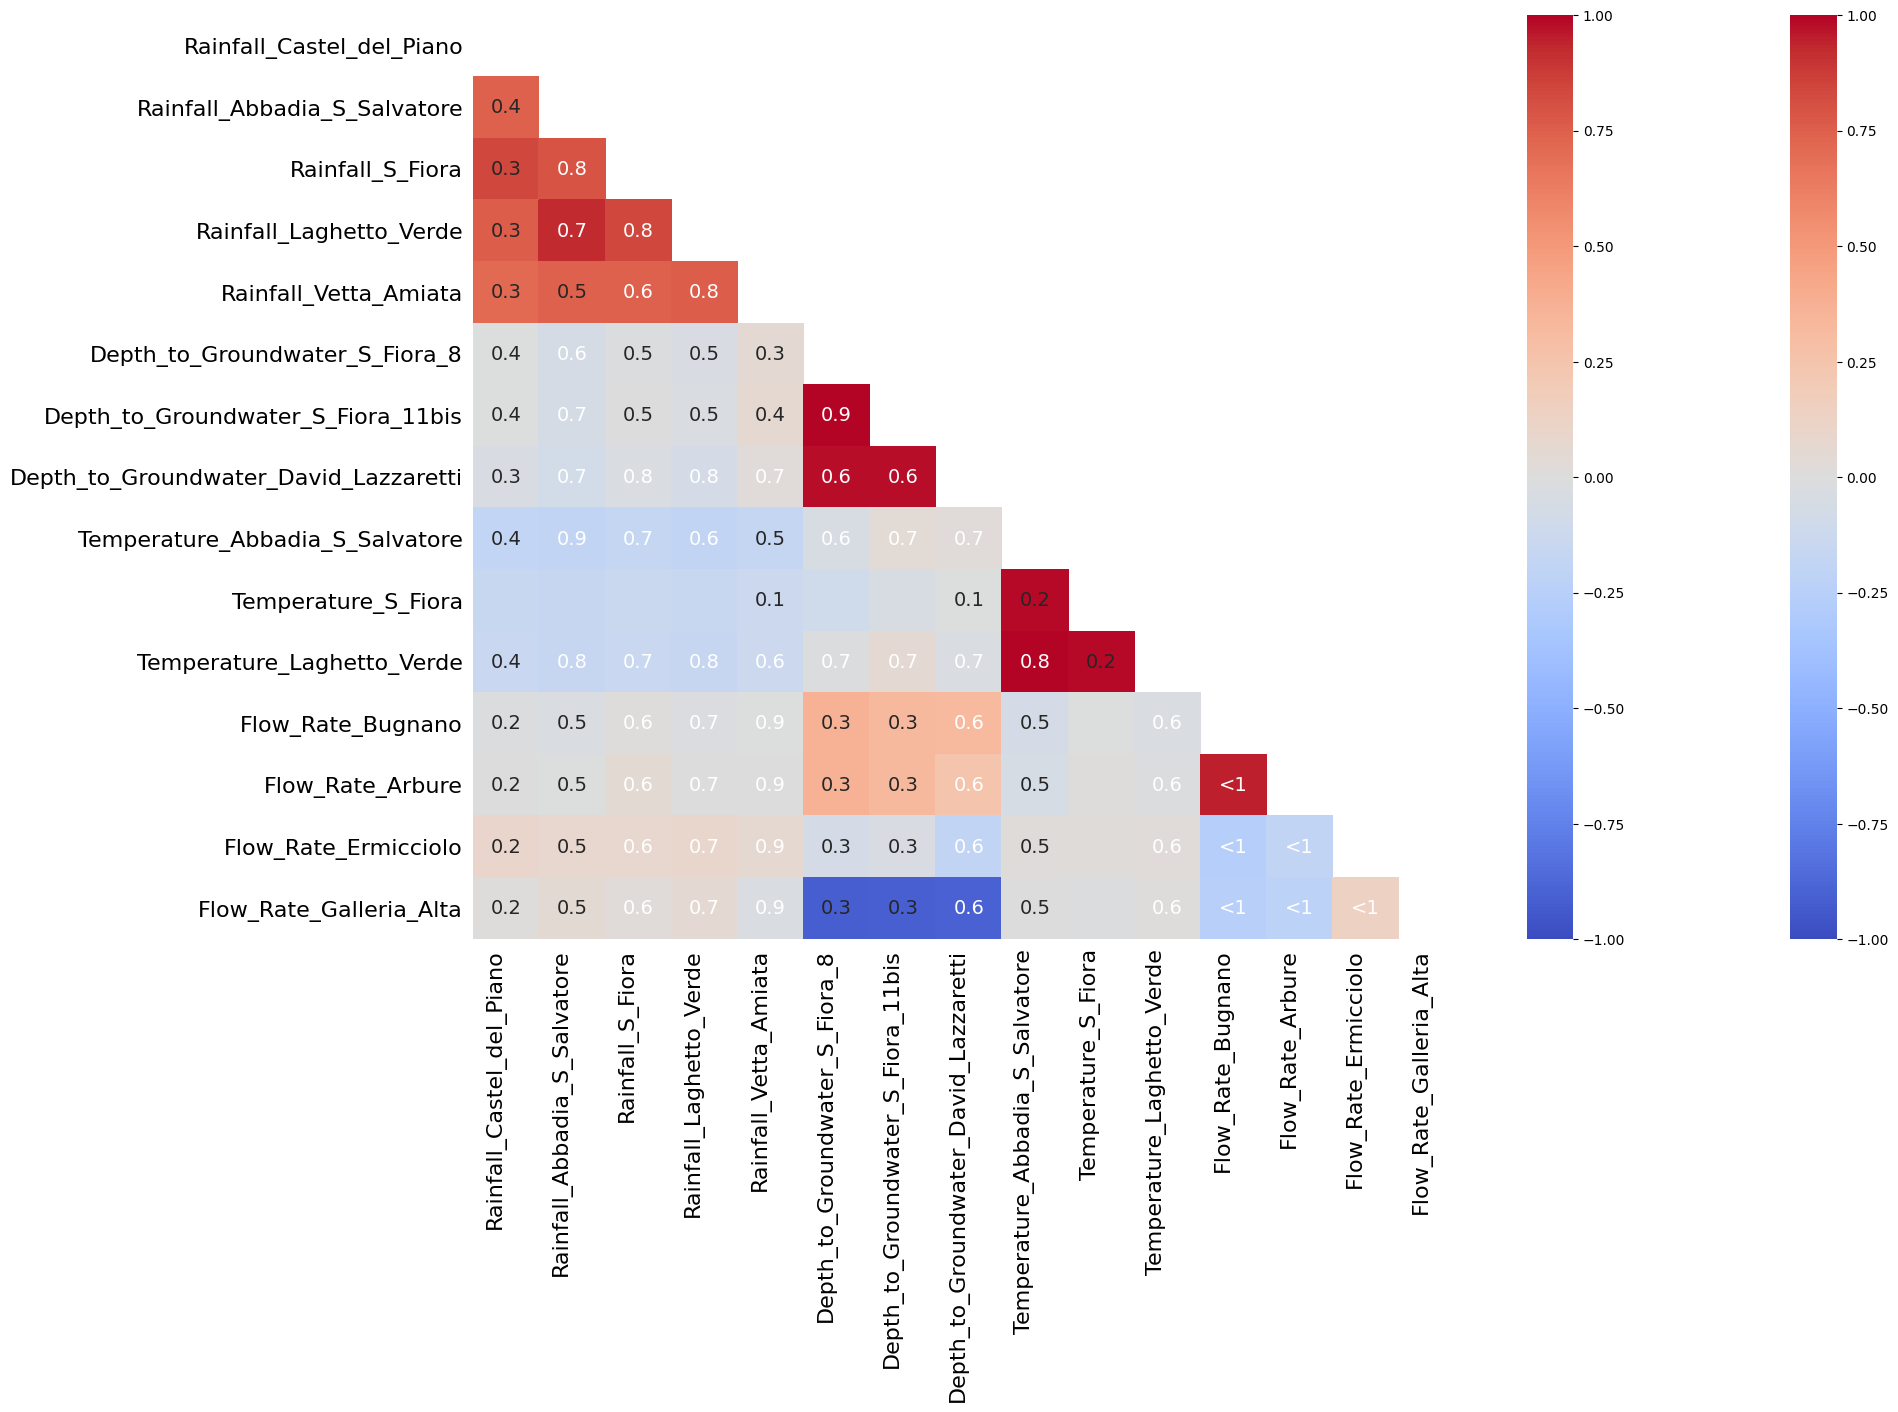 Rainfall_Castel_del_Piano
Rainfall_Abbadia_S_Salvatore 0.4
Rainfall_S_Fiora 0.3 0.8
Rainfall_Laghetto_Verde 0.3 0.7 0.8
Rainfall_Vetta_Amiata 0.3 0.5 0.6 0.8
Depth_to_Groundwater_S_Fiora_8 0.4 0.6 0.5 0.5 0.3
Depth_to_Groundwater_S_Fiora_11bis 0.4 0.7 0.5 0.5 0.4 0.9
Depth_to_Groundwater_David_Lazzaretti 0.3 0.7 0.8 0.8 0.7 0.6 0.6
Temperature_Abbadia_S_Salvatore 0.4 0.9 0.7 0.6 0.5 0.6 0.7 0.7
Temperature_S_Fiora 0.1 0.1 0.2
Temperature_Laghetto_Verde 0.4 0.8 0.7 0.8 0.6 0.7 0.7 0.7 0.8 0.2
Flow_Rate_Bugnano 0.2 0.5 0.6 0.7 0.9 0.3 0.3 0.6 0.5 0.6
Flow_Rate_Arbure 0.2 0.5 0.6 0.7 0.9 0.3 0.3 0.6 0.5 0.6 <1
Flow_Rate_Ermicciolo 0.2 0.5 0.6 0.7 0.9 0.3 0.3 0.6 0.5 0.6 <1 <1
Flow_Rate_Galleria_Alta 0.2 0.5 0.6 0.7 0.9 0.3 0.3 0.6 0.5 0.6 <1 <1 <1
Rainfall_Castel_del_Piano
Rainfall_Abbadia_S_Salvatore
Rainfall_S_Fiora
Rainfall_Laghetto_Verde
Rainfall_Vetta_Amiata
Depth_to_Groundwater_S_Fiora_8
Depth_to_Groundwater_S_Fiora_11bis
Depth_to_Groundwater_David_Lazzaretti
Temperature_Abbadia_S_Salvatore
Temperature_S_Fiora
Temperature_Laghetto_Verde
Flow_Rate_Bugnano
Flow_Rate_Arbure
Flow_Rate_Ermicciolo
Flow_Rate_Galleria_Alta
1.00
0.75
0.50
0.25
0.00
−0.25
−0.50
−0.75
−1.00
1.00
0.75
0.50
0.25
0.00
−0.25
−0.50
−0.75
−1.00